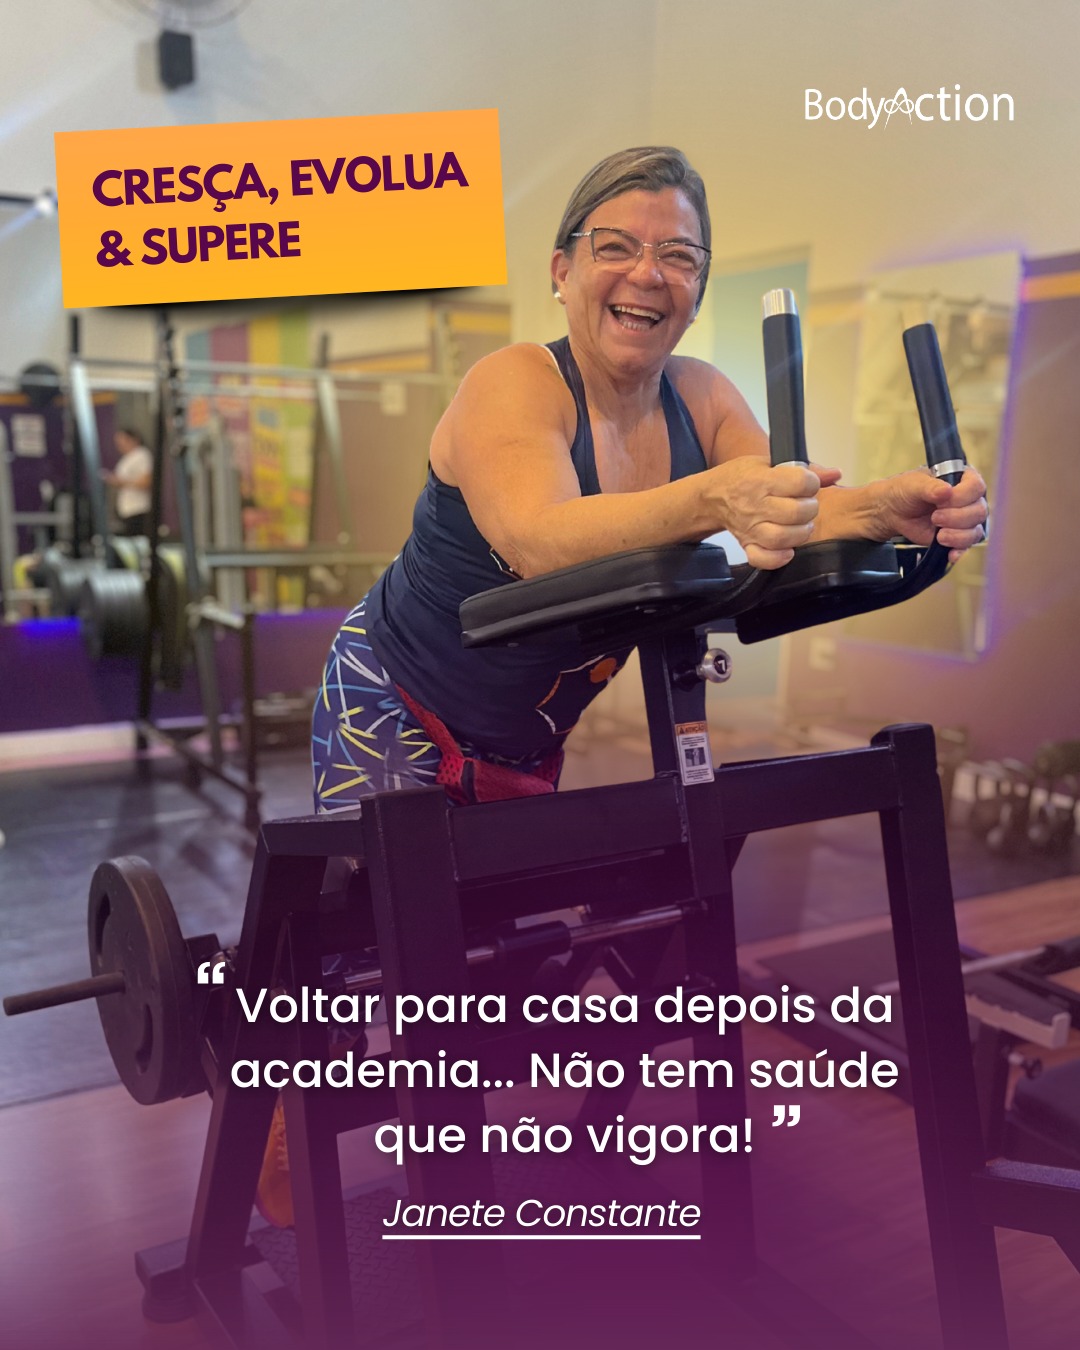 BodyAction
CRESÇA, EVOLUA
& SUPERE
“Voltar para casa depois da
academia... Não tem saúde
que não vigora!”
Janete Constante